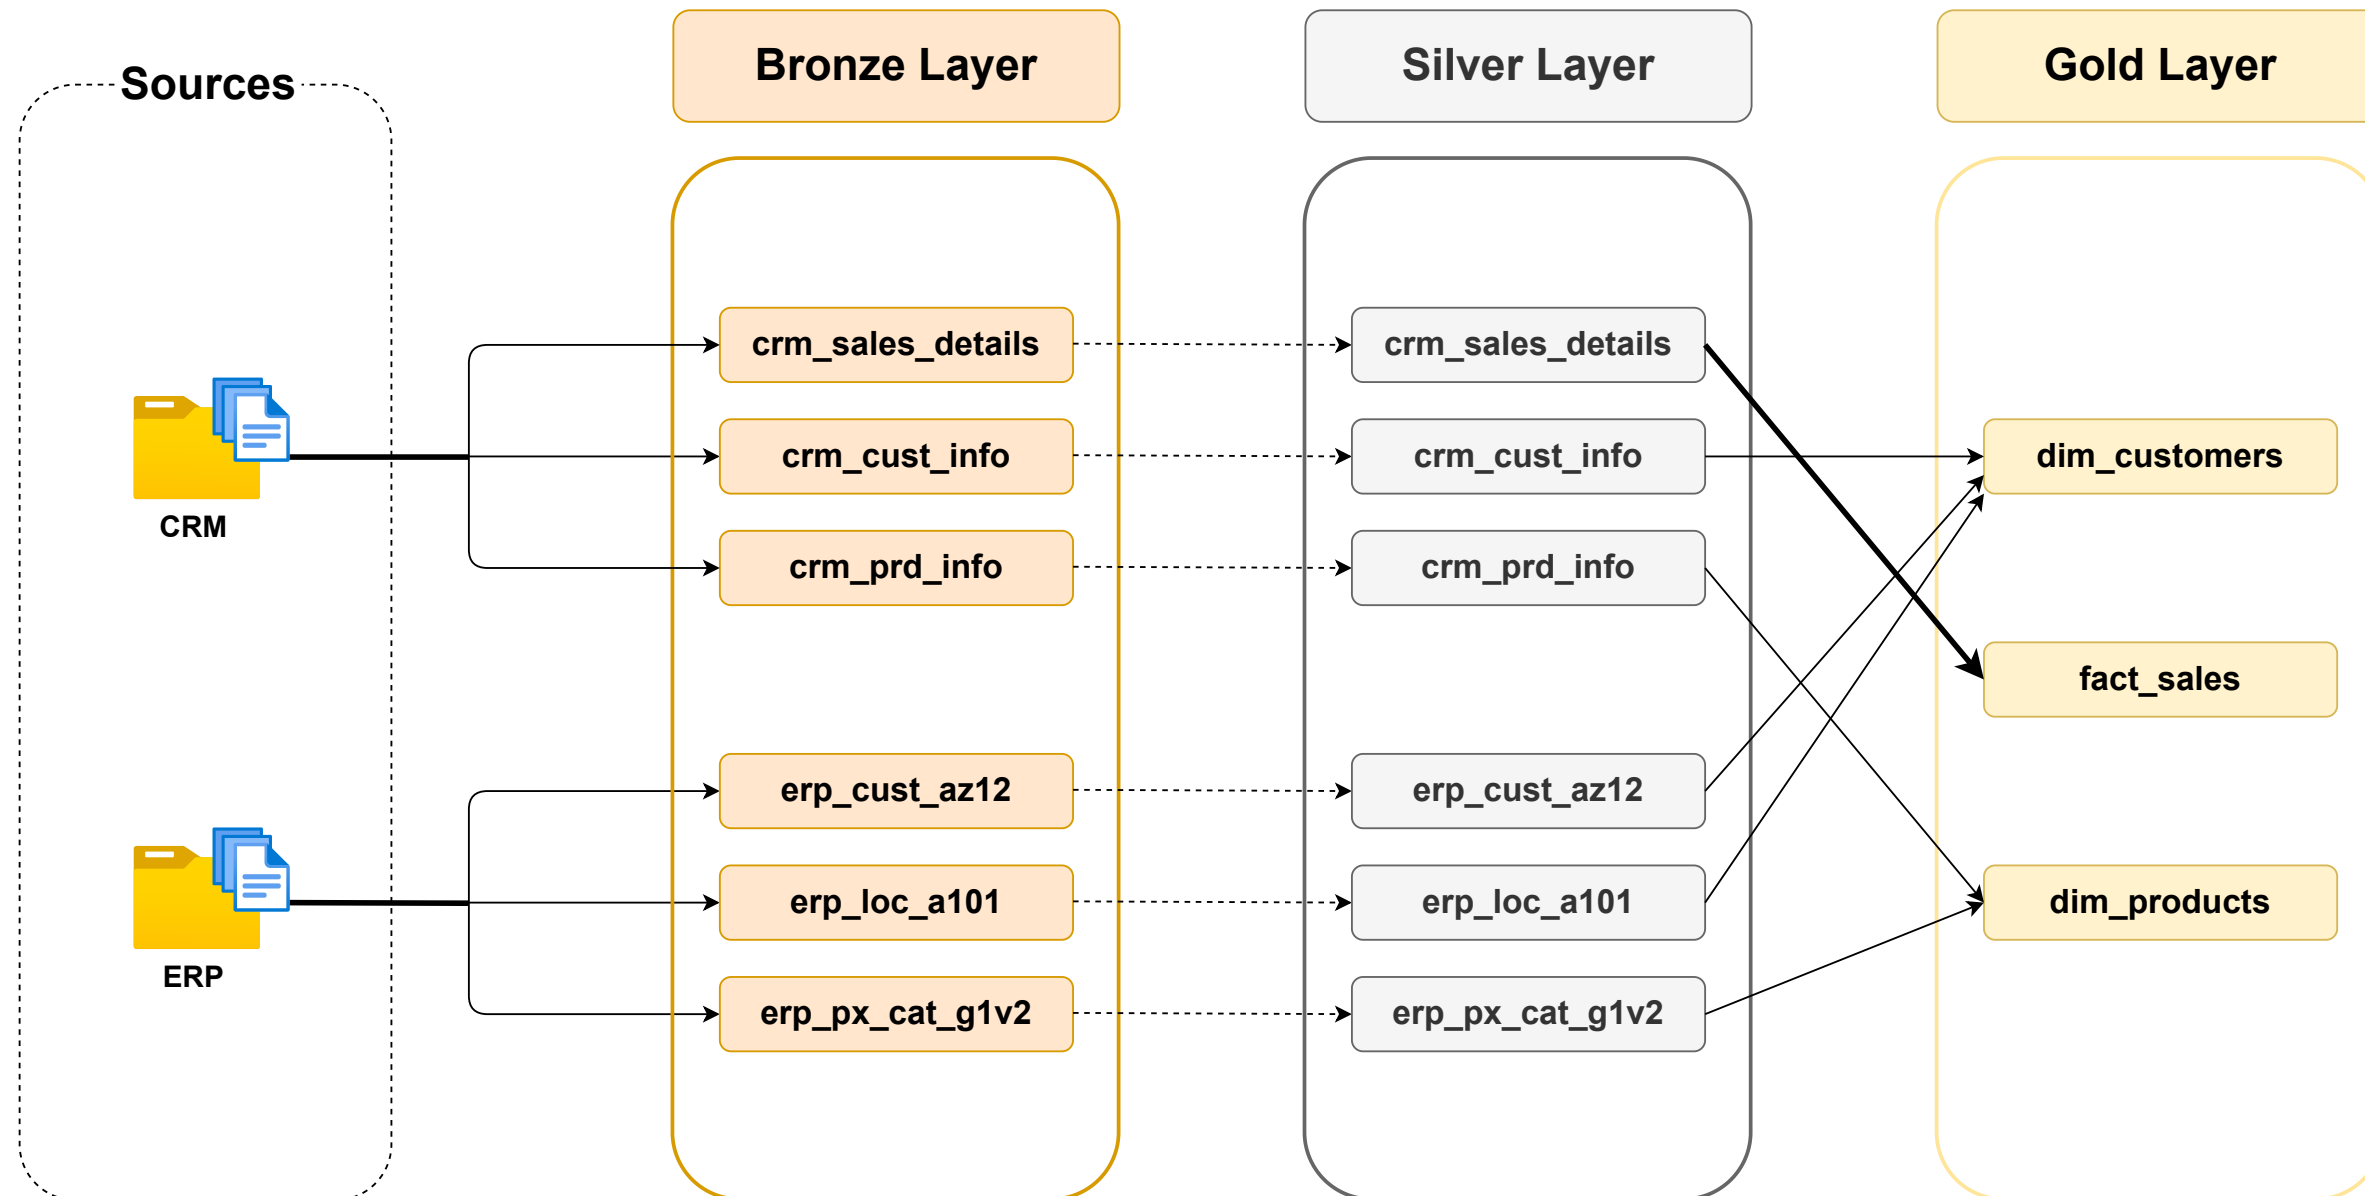 Sources
Bronze Layer
Silver Layer
Gold Layer
CRM
ERP
crm_sales_details
crm_cust_info
crm_prd_info
erp_cust_az12
erp_loc_a101
erp_px_cat_g1v2
crm_sales_details
crm_cust_info
crm_prd_info
erp_cust_az12
erp_loc_a101
erp_px_cat_g1v2
dim_customers
fact_sales
dim_products